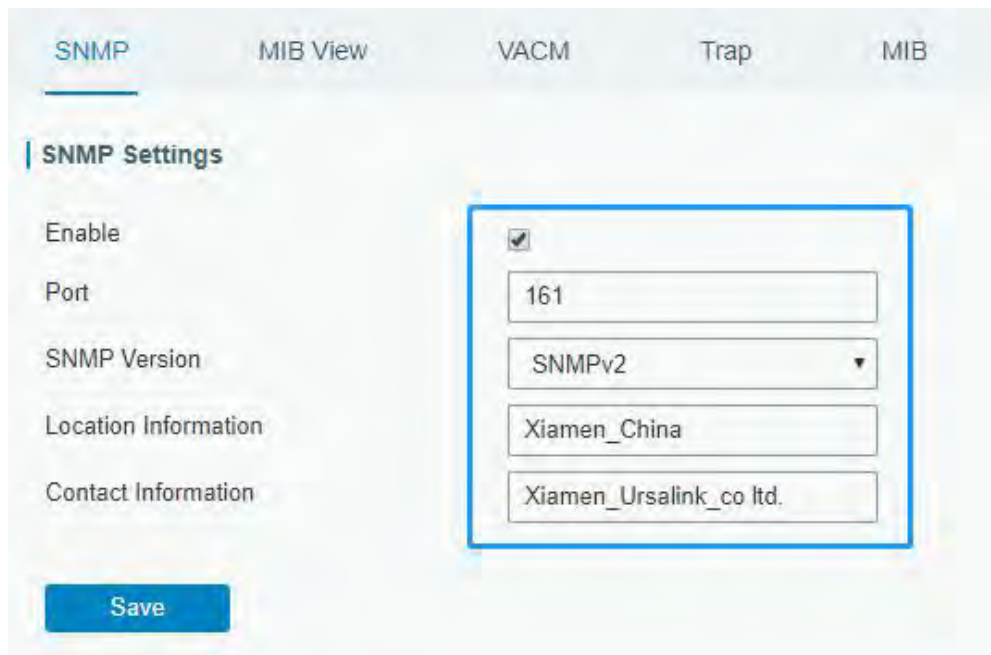 SNMP MIB View VACM Trap MIB
SNMP Settings
Enable
Port 161
SNMP Version SNMPv2
Location Information Xiamen_China
Contact Information Xiamen_Ursalink_co ltd.
Save